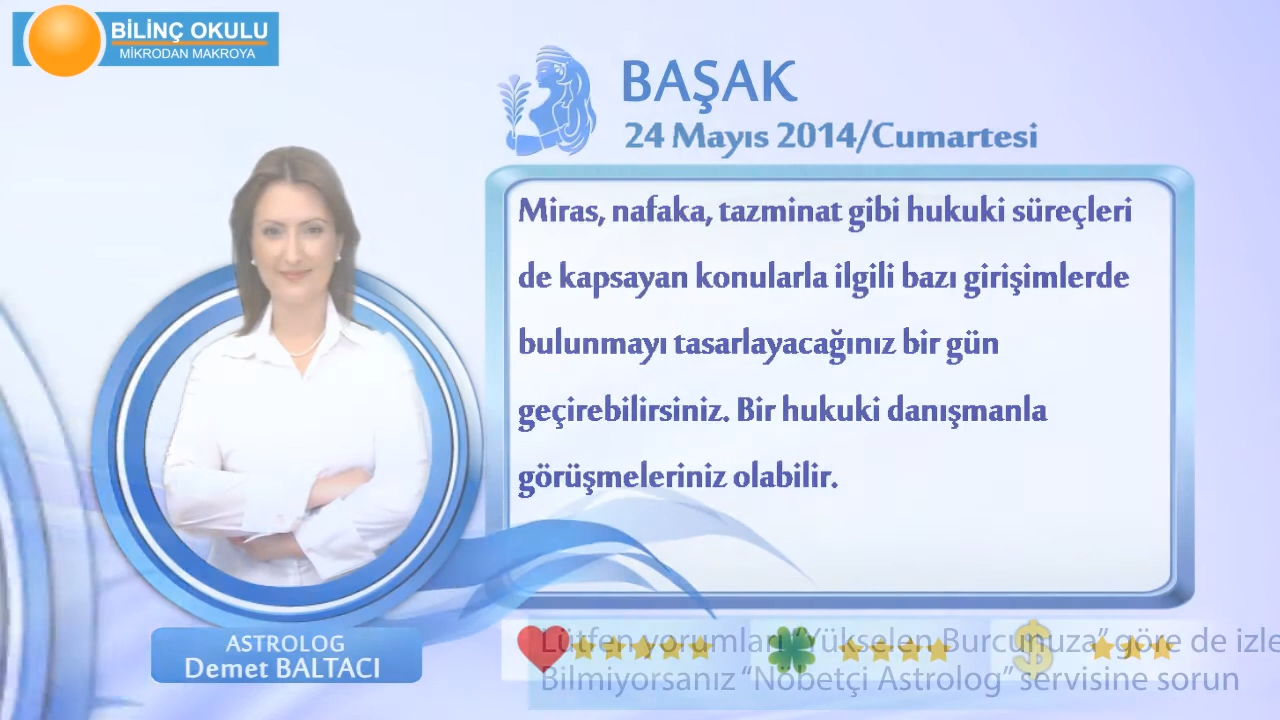 BİLİNÇ OKULU
MİKRODAN MAKROYA
BAŞAK
24 Mayıs 2014/Cumartesi
Miras, nafaka, tazminat gibi hukuki süreçleri
de kapsayan konularla ilgili bazı girişimlerde
bulunmayı tasarlayacağınız bir gün
geçirebilirsiniz. Bir hukuki danışmanla
görüşmeleriniz olabilir.
ASTROLOG
Demet BALTACI
Lütfen yorumları "Yükselen Burcunuza" göre de izle
Bilmiyorsanız "Nöbetçi Astrolog" servisine sorun